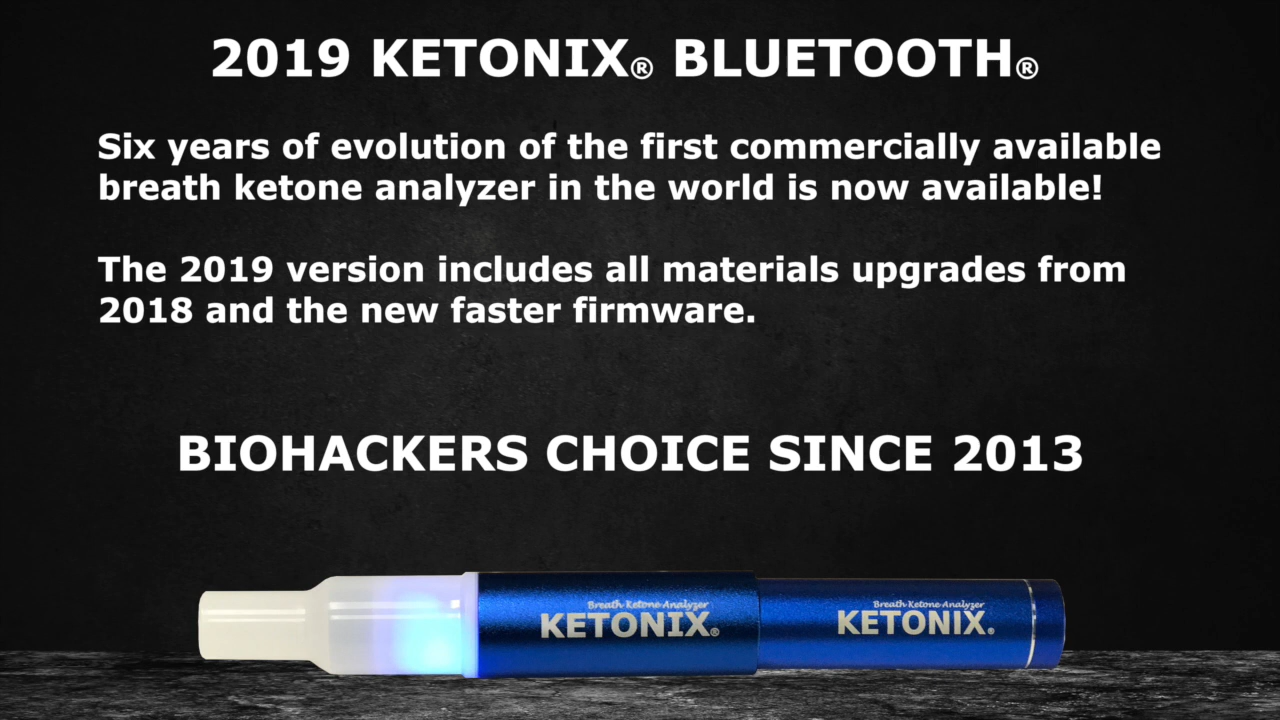 2019 KETONIX® BLUETOOTH®
Six years of evolution of the first commercially available
breath ketone analyzer in the world is now available!
The 2019 version includes all materials upgrades from
2018 and the new faster firmware.
BIOHACKERS CHOICE SINCE 2013
Breath Ketone Analyzer
KETONIX®
Breath Ketone Analyzer
KETONIX®